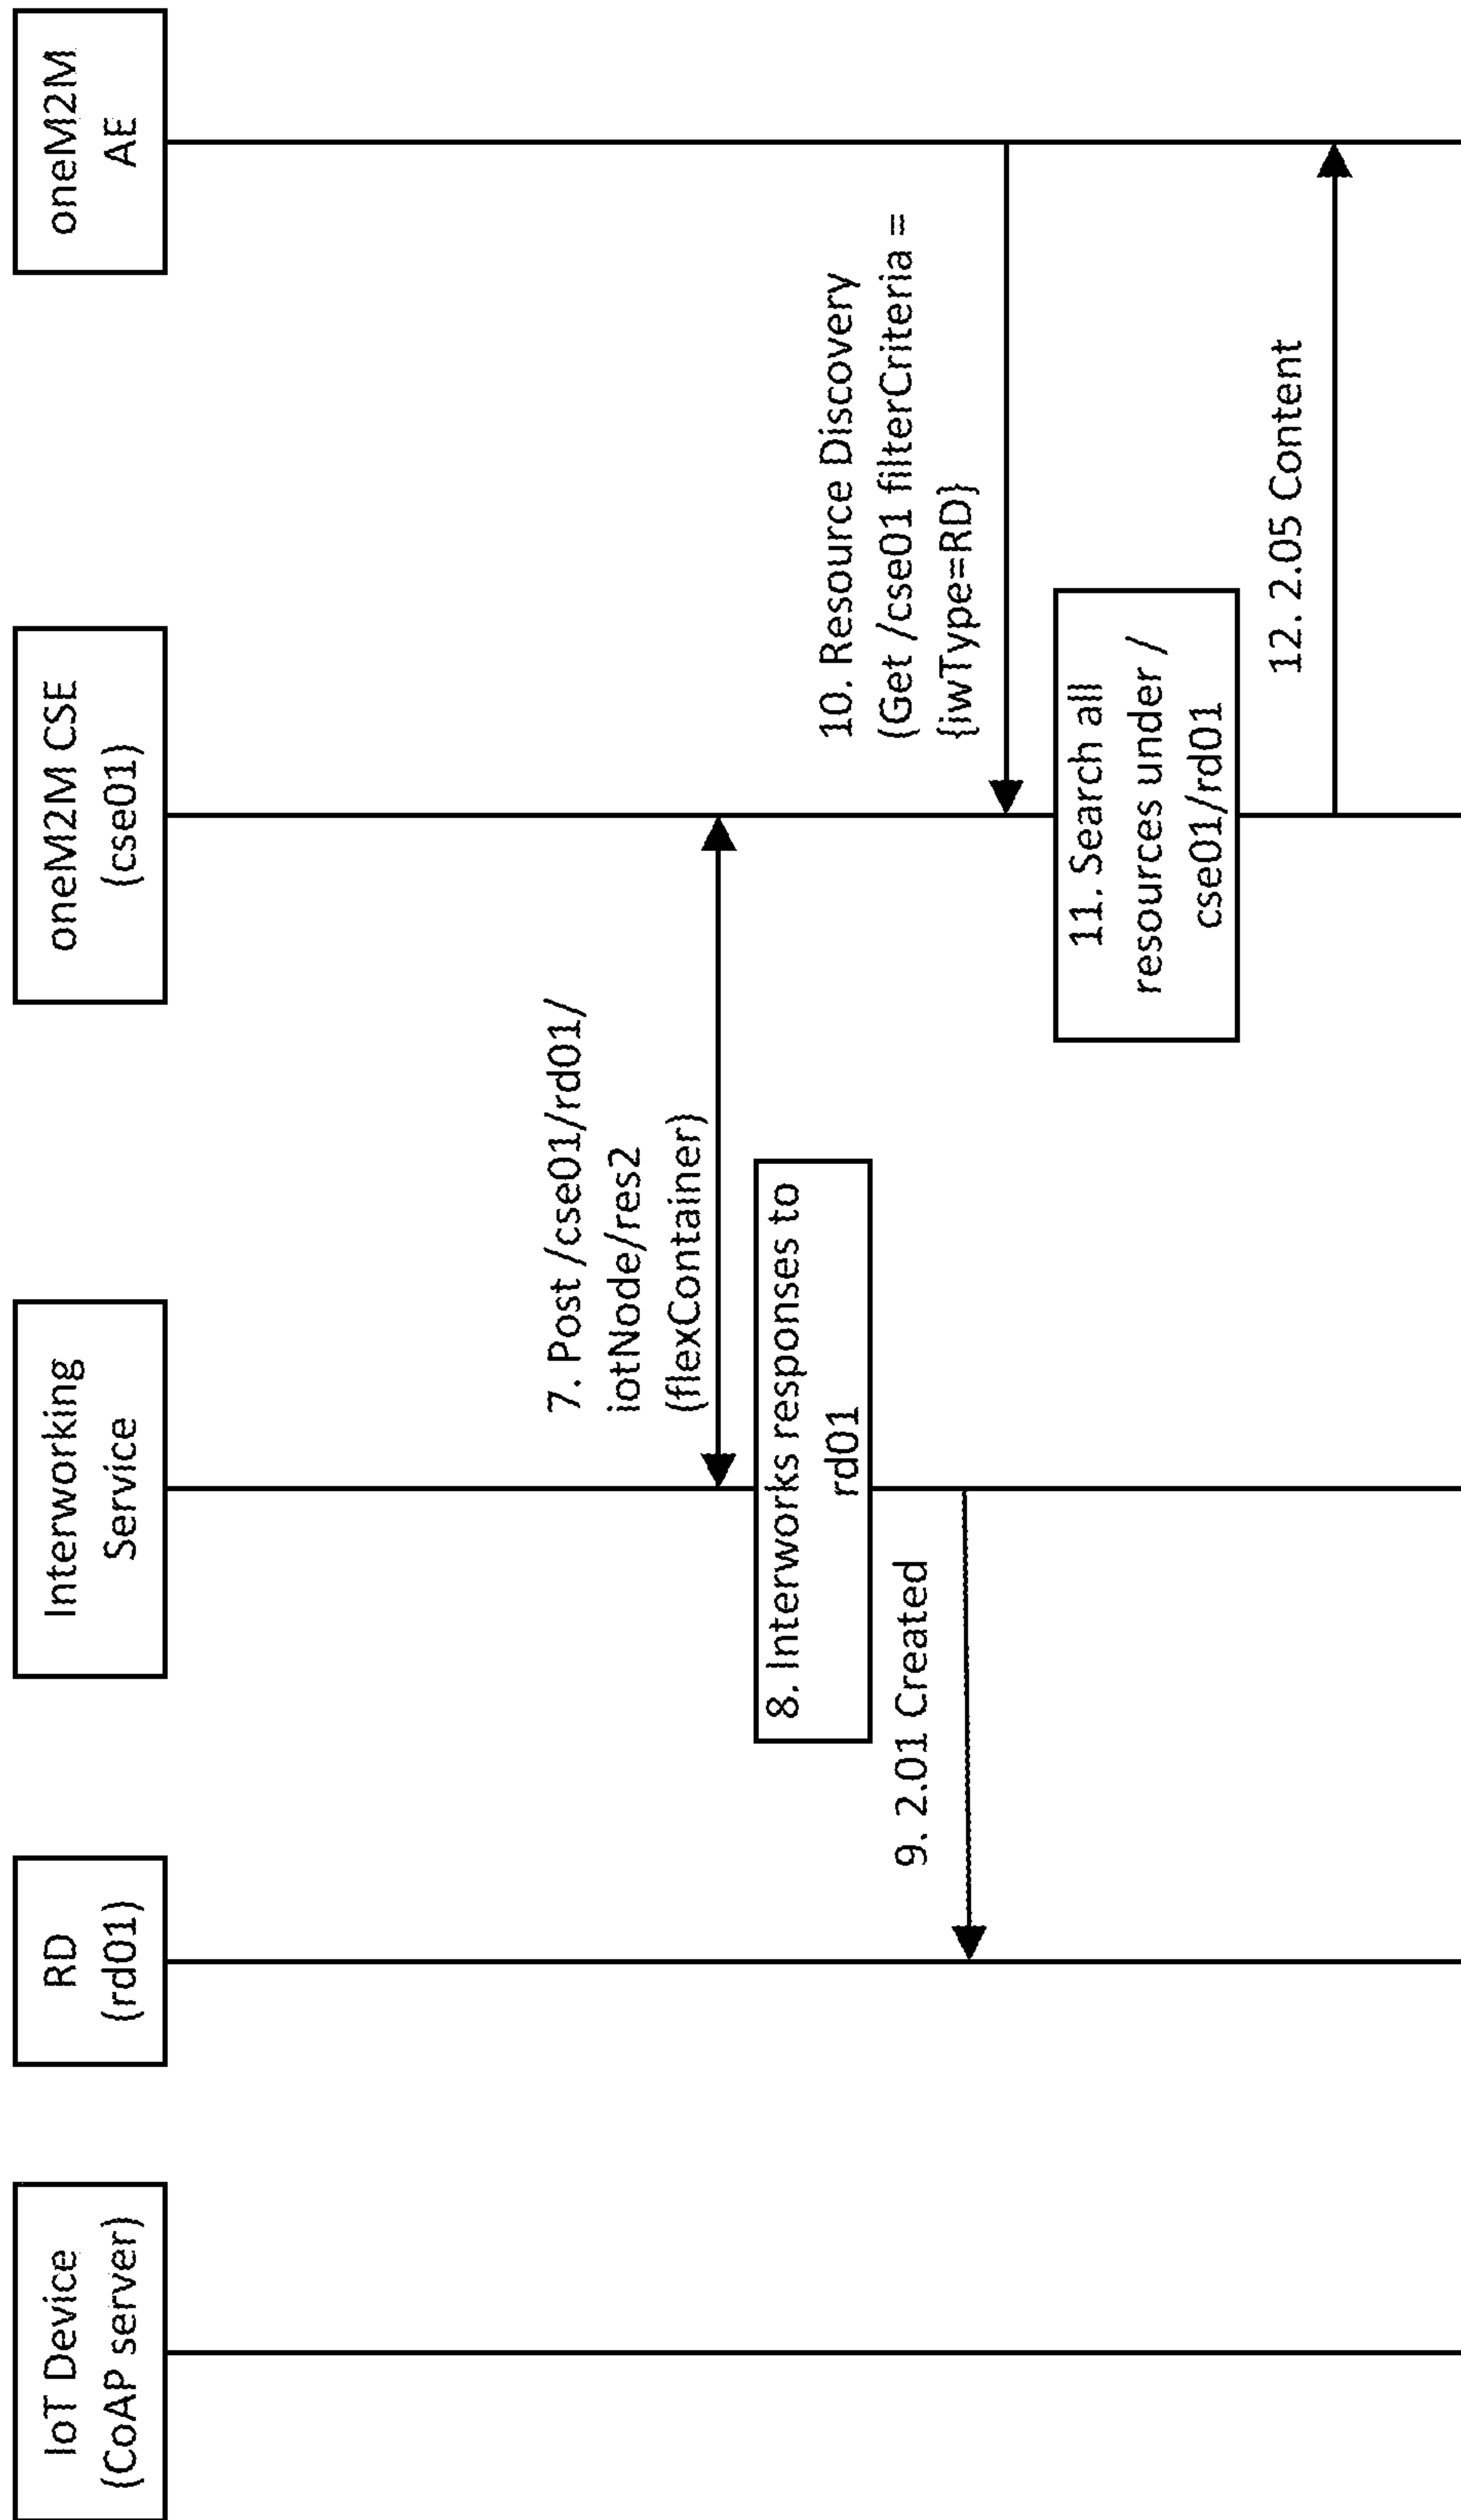 IoT Device
(CoAP server)
RD
(rd01)
Interworking
Service
oneM2M CSE
(cse01)
oneM2M
AE
7. Post /cse01/rd01/
iotNode/res2
(flexContainer)
8. Interworks responses to
rd01
9. 2.01 Created
10. Resource Discovery
(Get /cse01 filterCriteria =
{iwType=RD}
11. Search all
resources under /
cse01/rd01
12. 2.05 Content